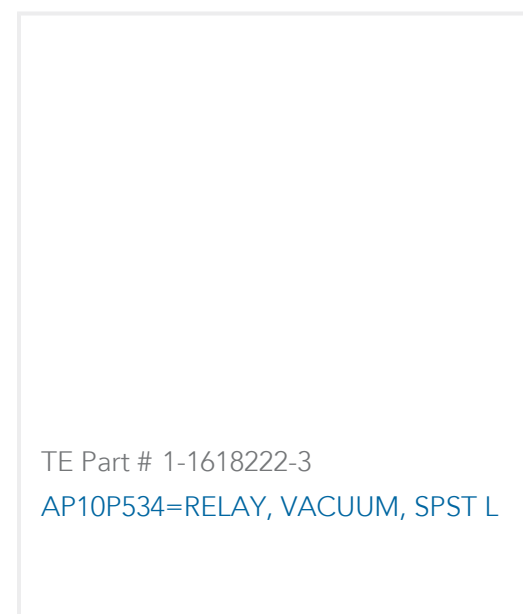 TE Part # 1-1618222-3
AP10P534=RELAY, VACUUM, SPST L